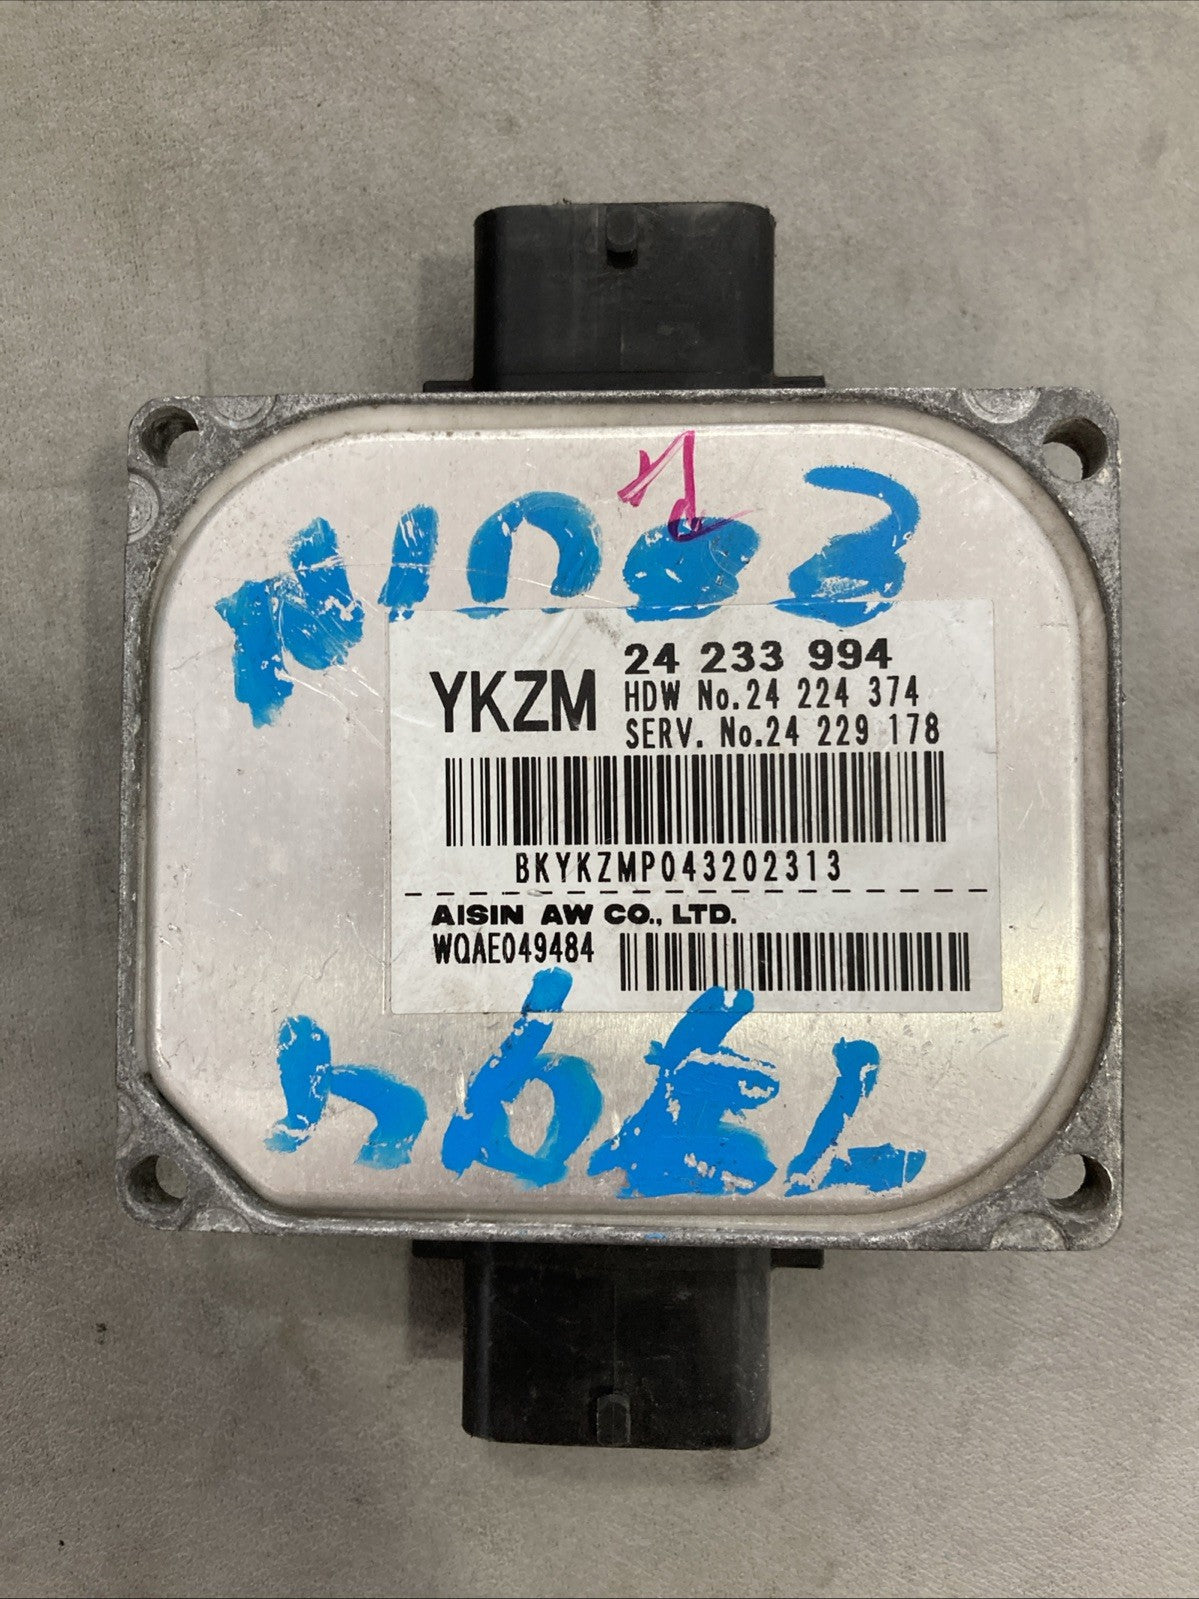 YKZM
24 233 994
HDW No.24 224 374
SERV. No.24 229 178
BKYKZMP043202313
AISIN AW CO., LTD.
WQAE049484